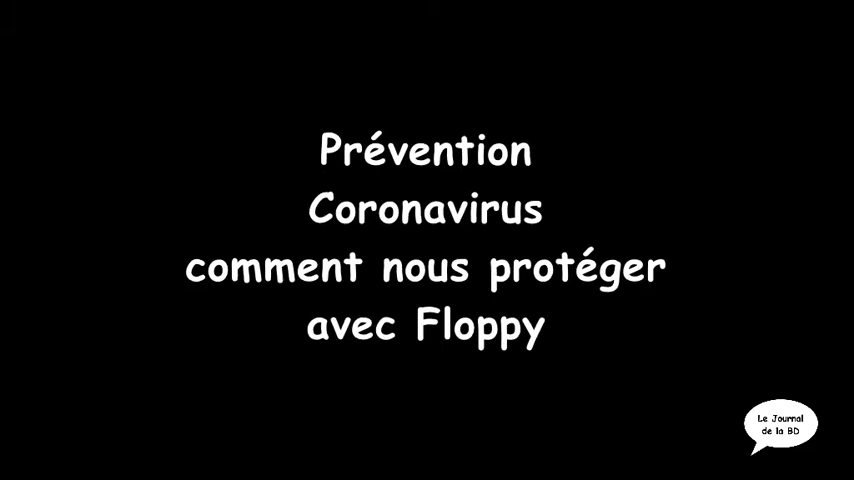 Prévention
Coronavirus
comment nous protéger
avec Floppy
Le Journal
de la BD